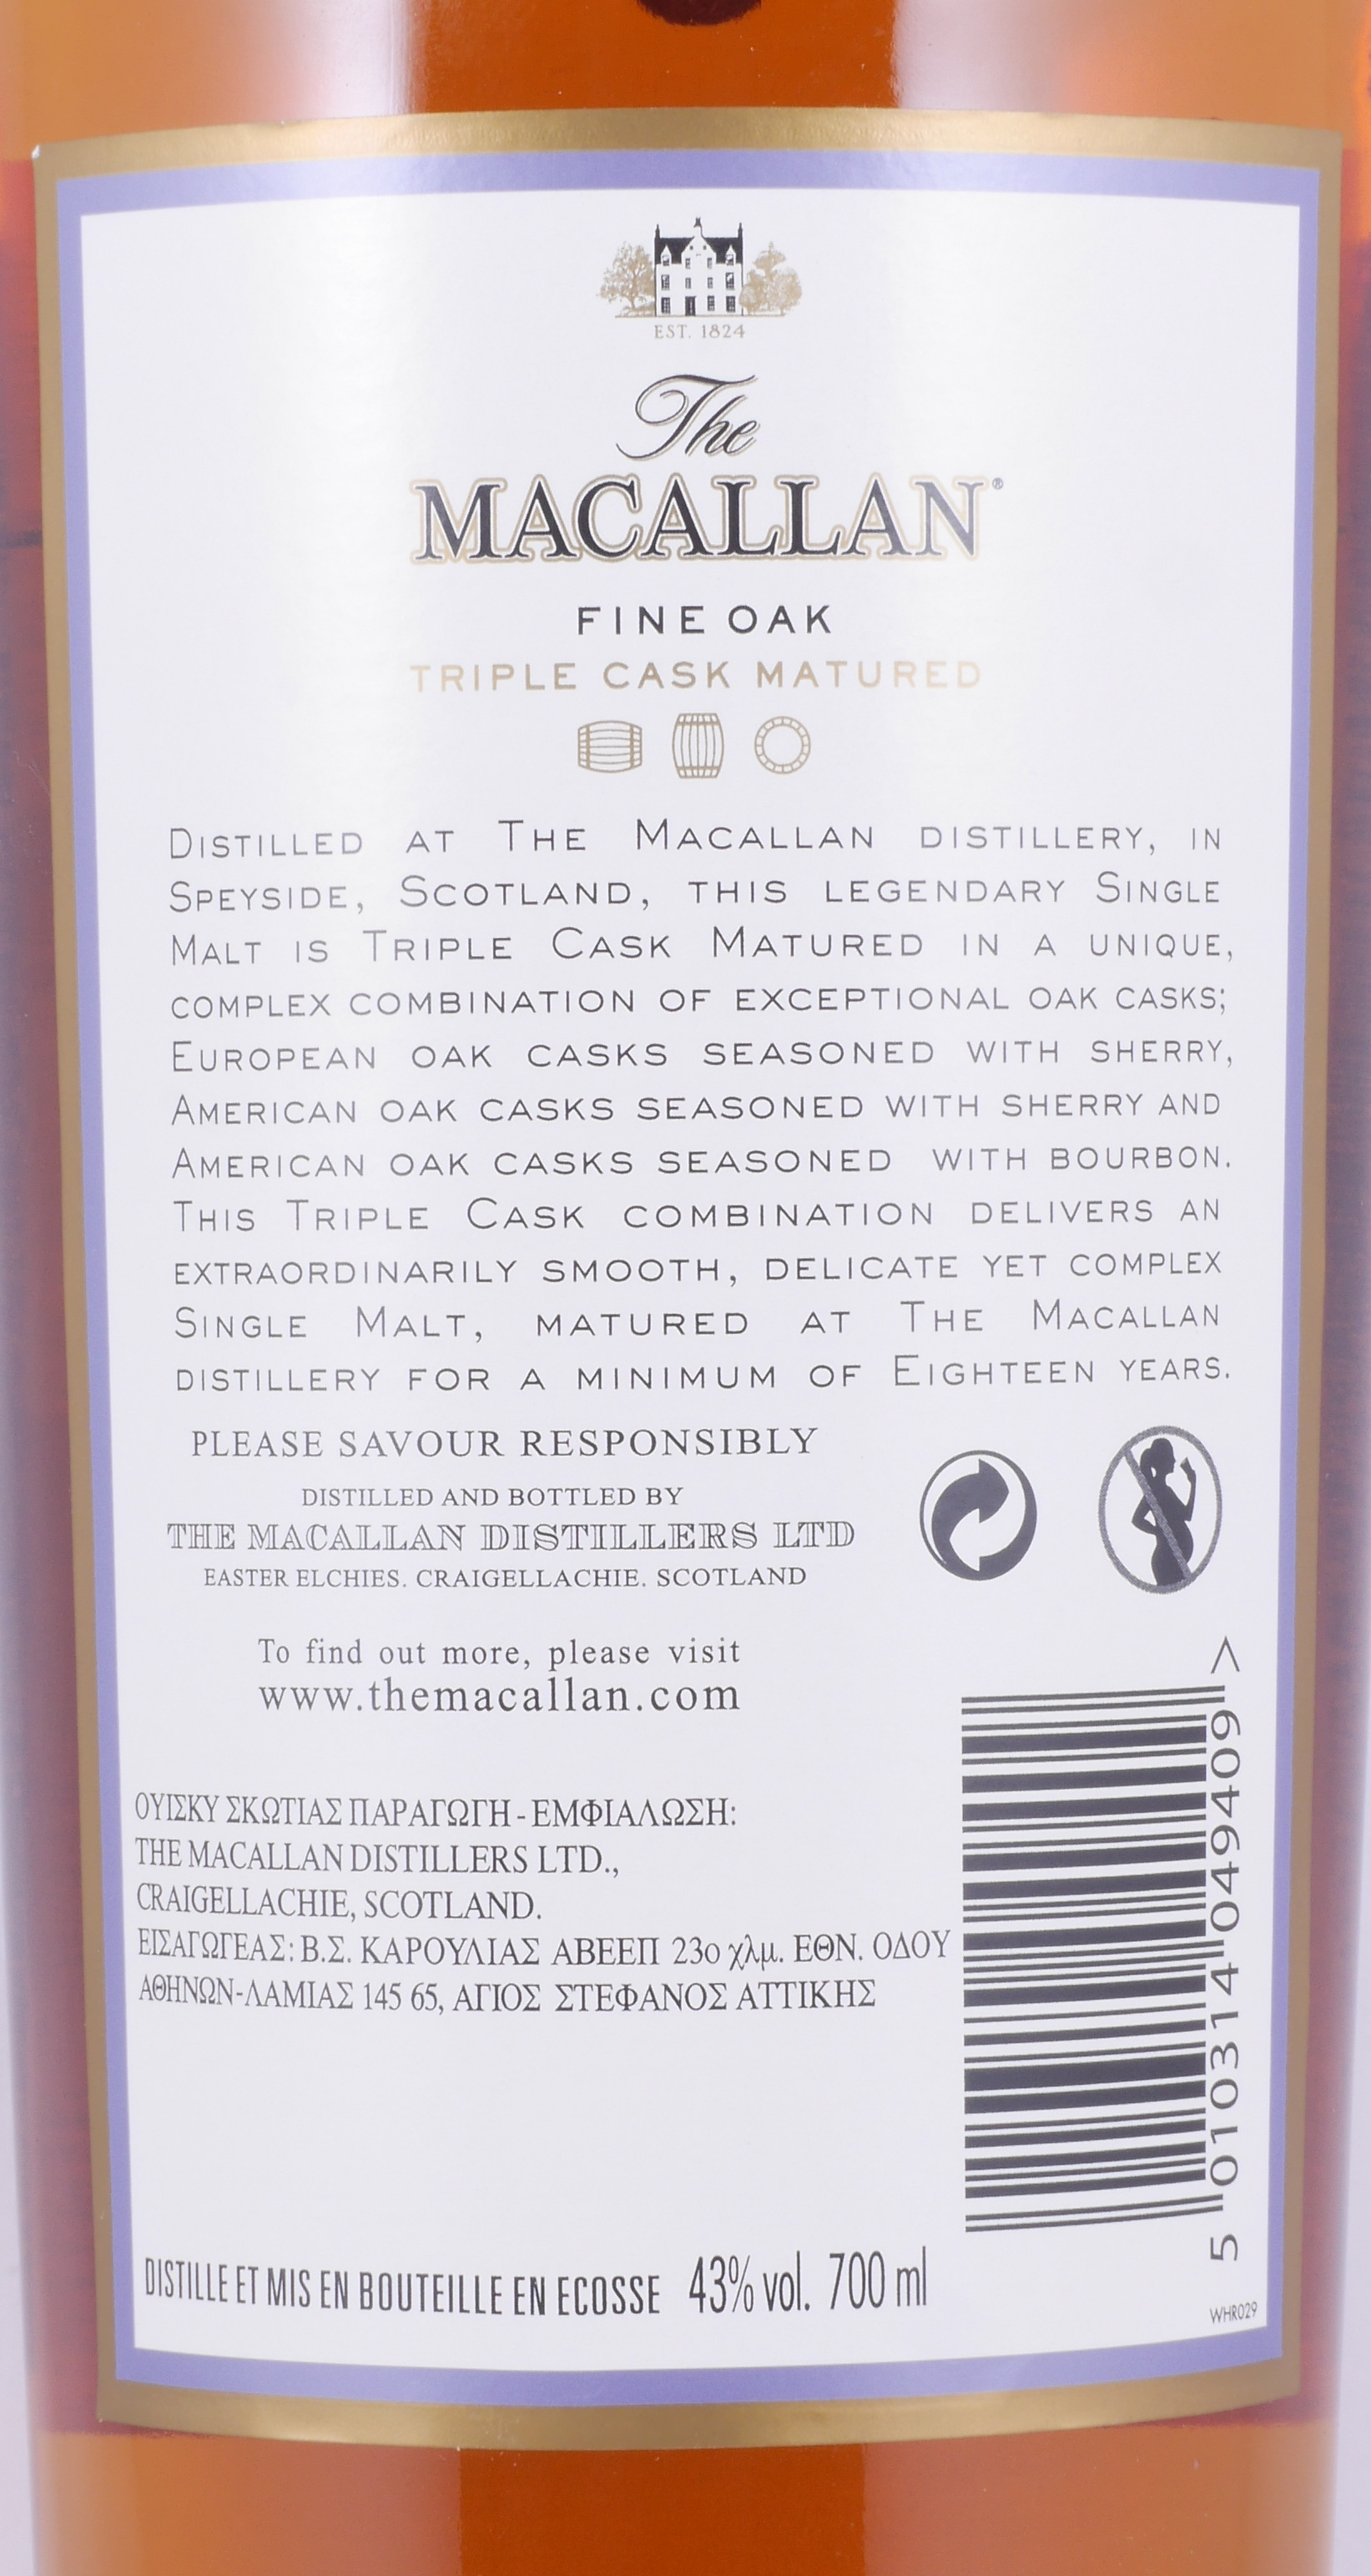 EST. 1824
The
MACALLAN®
FINE OAK
TRIPLE CASK MATURED
DISTILLED AT THE MACALLAN DISTILLERY, IN
SPEYSIDE, SCOTLAND, THIS LEGENDARY SINGLE
MALT IS TRIPLE CASK MATURED IN A UNIQUE,
COMPLEX COMBINATION OF EXCEPTIONAL OAK CASKS;
EUROPEAN OAK CASKS SEASONED WITH SHERRY,
AMERICAN OAK CASKS SEASONED WITH SHERRY AND
AMERICAN OAK CASKS SEASONED WITH BOURBON.
THIS TRIPLE CASK COMBINATION DELIVERS AN
EXTRAORDINARILY SMOOTH, DELICATE YET COMPLEX
SINGLE MALT, MATURED AT THE MACALLAN
DISTILLERY FOR A MINIMUM OF EIGHTEEN YEARS.
PLEASE SAVOUR RESPONSIBLY
DISTILLED AND BOTTLED BY
THE MACALLAN DISTILLERS LTD
EASTER ELCHIES. CRAIGELLACHIE. SCOTLAND
To find out more, please visit
www.themacallan.com
ΟΥΙΣΚΥ ΣΚΩΤΙΑΣ ΠΑΡΑΓΩΓΗ - ΕΜΦΙΑΛΩΣΗ:
THE MACALLAN DISTILLERS LTD.,
CRAIGELLACHIE, SCOTLAND.
ΕΙΣΑΓΩΓΕΑΣ: Β.Σ. ΚΑΡΟΥΛΙΑΣ ΑΒΕΕΠ 23ο χλμ. ΕΘΝ. ΟΔΟΥ
ΑΘΗΝΩΝ-ΛΑΜΙΑΣ 145 65, ΑΓΙΟΣ ΣΤΕΦΑΝΟΣ ΑΤΤΙΚΗΣ
5 010314 049409 >
DISTILLE ET MIS EN BOUTEILLE EN ECOSSE 43% vol. 700 ml
WHR029